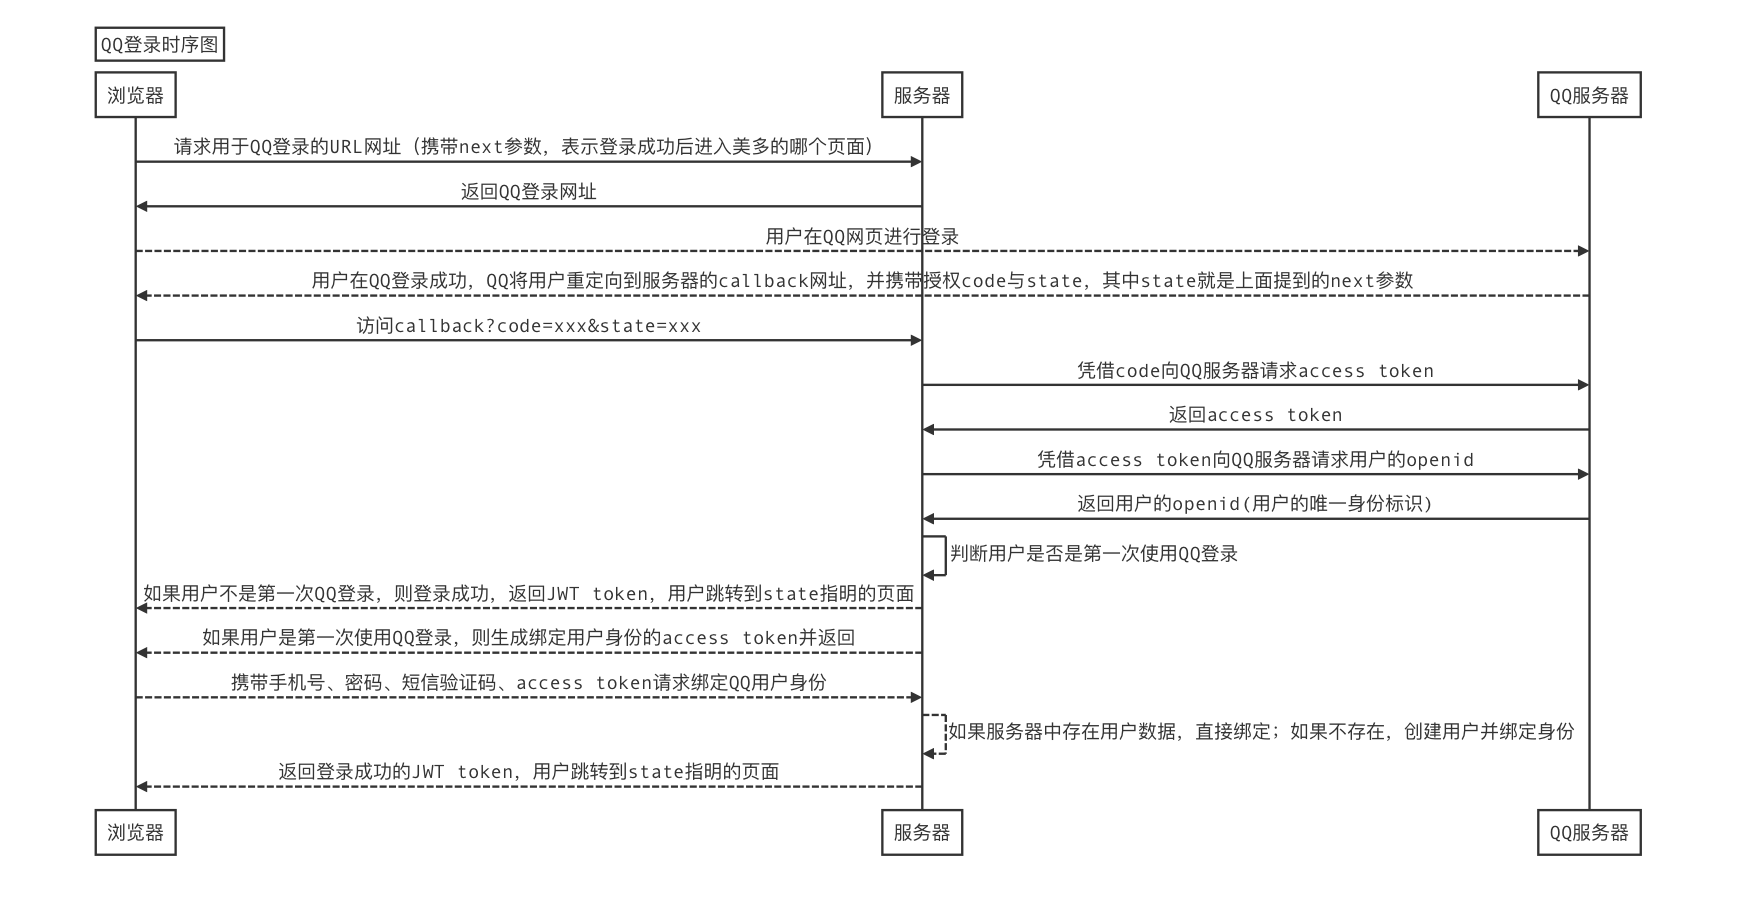 QQ登录时序图
浏览器 服务器 QQ服务器
请求用于QQ登录的URL网址（携带next参数，表示登录成功后进入美多的哪个页面）
返回QQ登录网址
用户在QQ网页进行登录
用户在QQ登录成功，QQ将用户重定向到服务器的callback网址，并携带授权code与state，其中state就是上面提到的next参数
访问callback?code=xxx&state=xxx
凭借code向QQ服务器请求access token
返回access token
凭借access token向QQ服务器请求用户的openid
返回用户的openid(用户的唯一身份标识)
判断用户是否是第一次使用QQ登录
如果用户不是第一次QQ登录，则登录成功，返回JWT token，用户跳转到state指明的页面
如果用户是第一次使用QQ登录，则生成绑定用户身份的access token并返回
携带手机号、密码、短信验证码、access token请求绑定QQ用户身份
如果服务器中存在用户数据，直接绑定；如果不存在，创建用户并绑定身份
返回登录成功的JWT token，用户跳转到state指明的页面
浏览器 服务器 QQ服务器